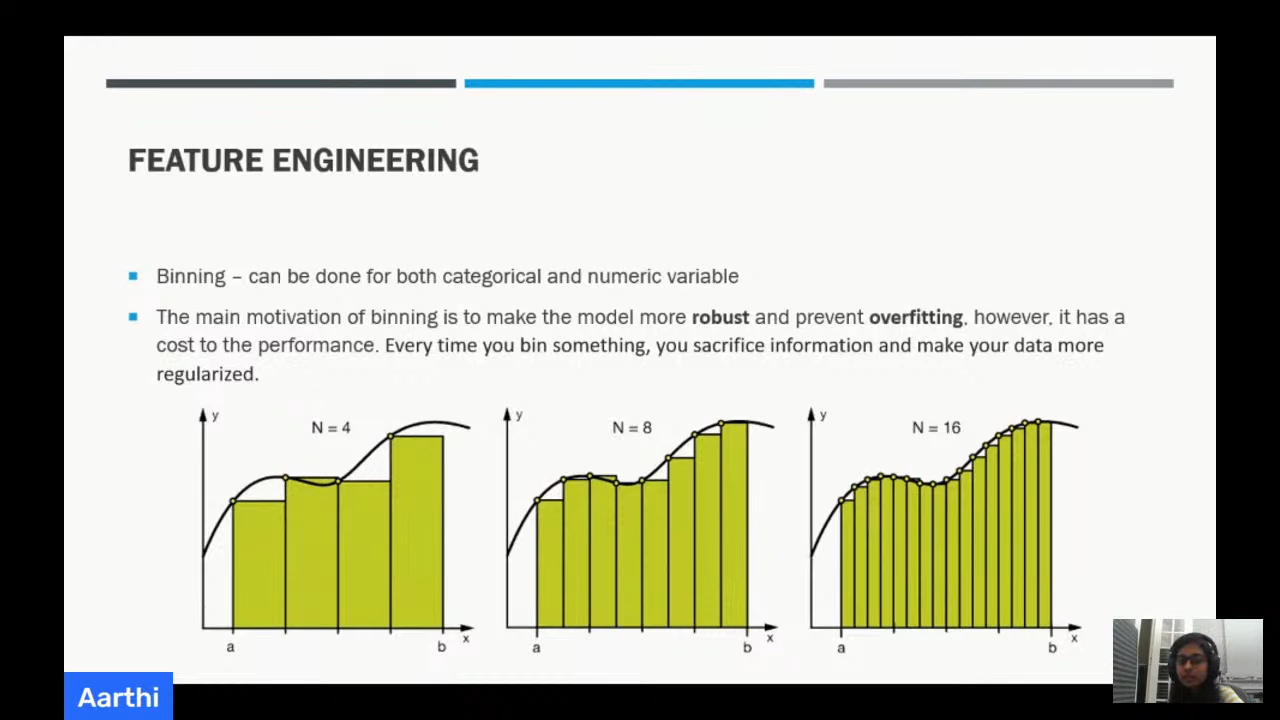 FEATURE ENGINEERING
Binning – can be done for both categorical and numeric variable
The main motivation of binning is to make the model more robust and prevent overfitting, however, it has a
cost to the performance. Every time you bin something, you sacrifice information and make your data more
regularized.
y
N = 4
a
b
x
y
N = 8
a
b
x
y
N = 16
a
b
x
Aarthi